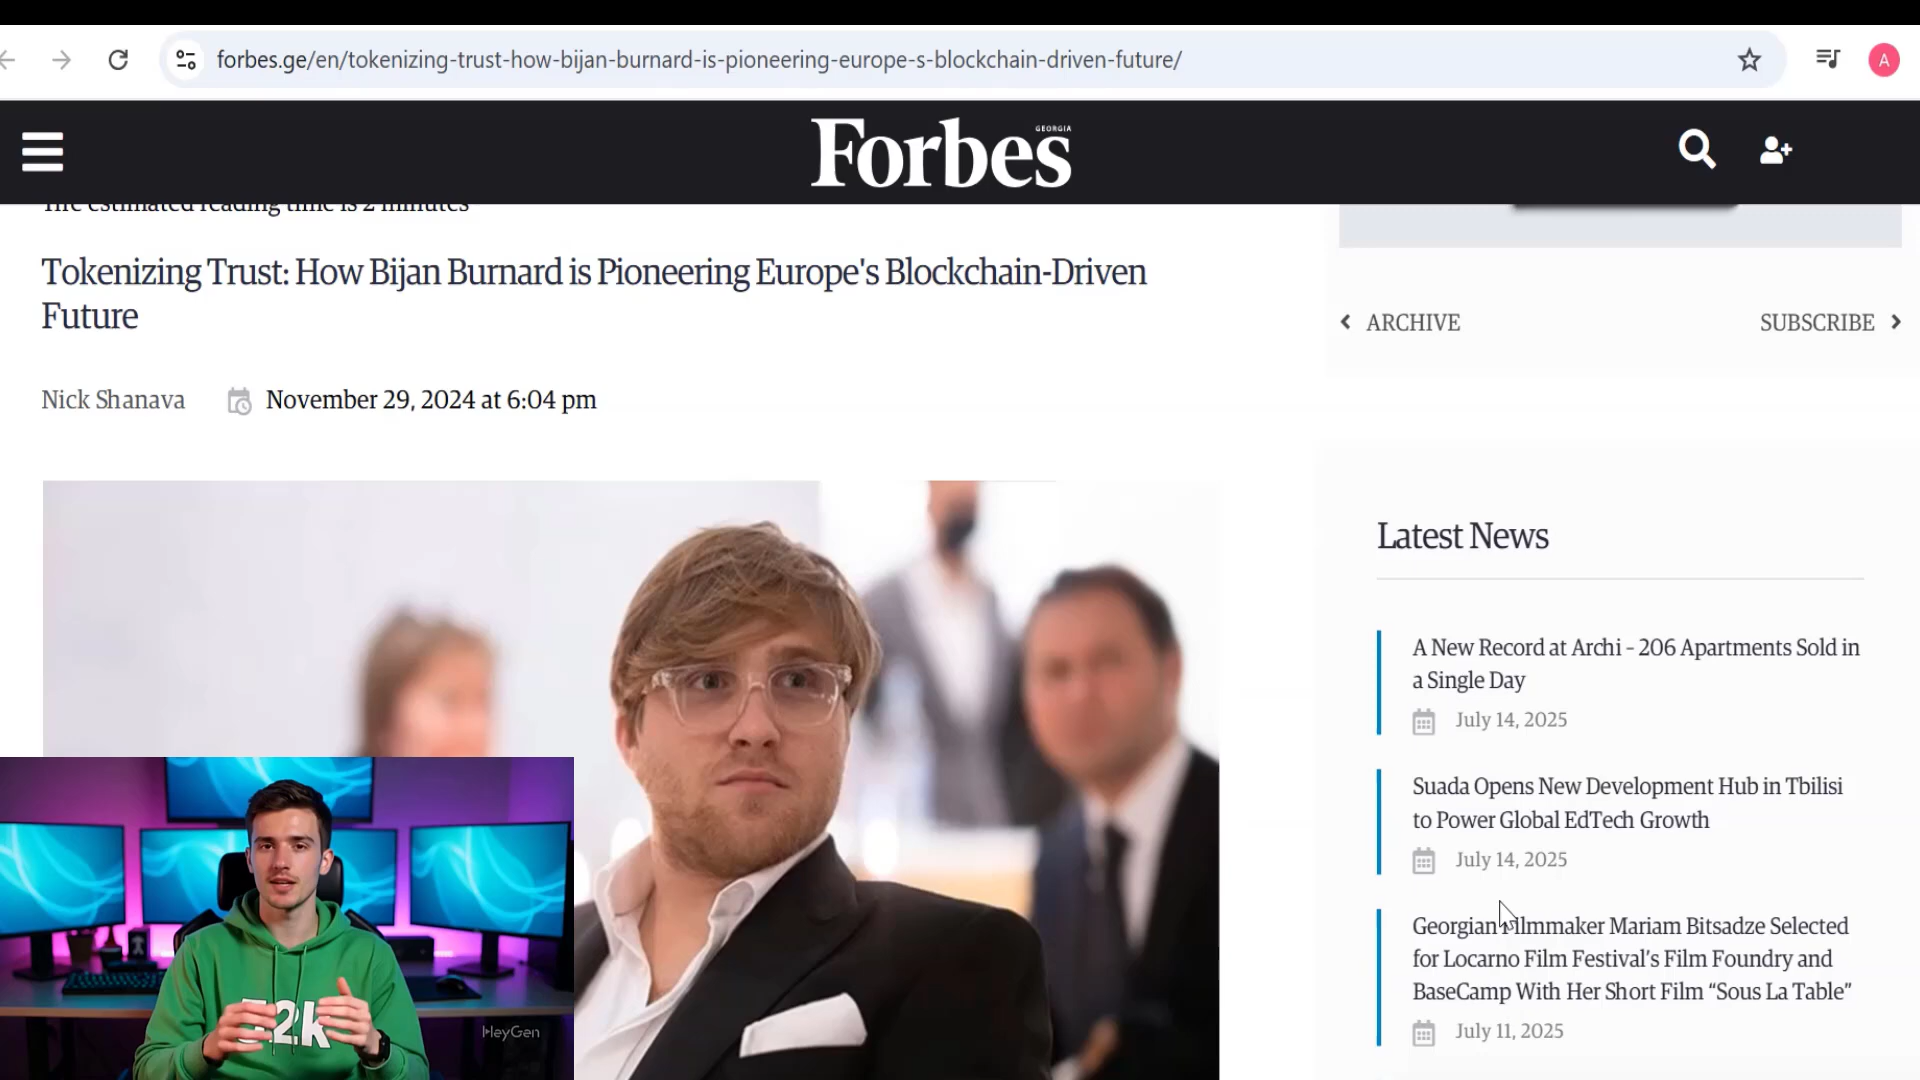 forbes.ge/en/tokenizing-trust-how-bijan-burnard-is-pioneering-europe-s-blockchain-driven-future/
A
Forbes
GEORGIA
The estimated reading time is 2 minutes
Tokenizing Trust: How Bijan Burnard is Pioneering Europe's Blockchain-Driven
Future
Nick Shanava
November 29, 2024 at 6:04 pm
ARCHIVE
SUBSCRIBE
Latest News
A New Record at Archi – 206 Apartments Sold in
a Single Day
July 14, 2025
Suada Opens New Development Hub in Tbilisi
to Power Global EdTech Growth
July 14, 2025
Georgian Filmmaker Mariam Bitsadze Selected
for Locarno Film Festival’s Film Foundry and
BaseCamp With Her Short Film “Sous La Table”
July 11, 2025
HeyGen